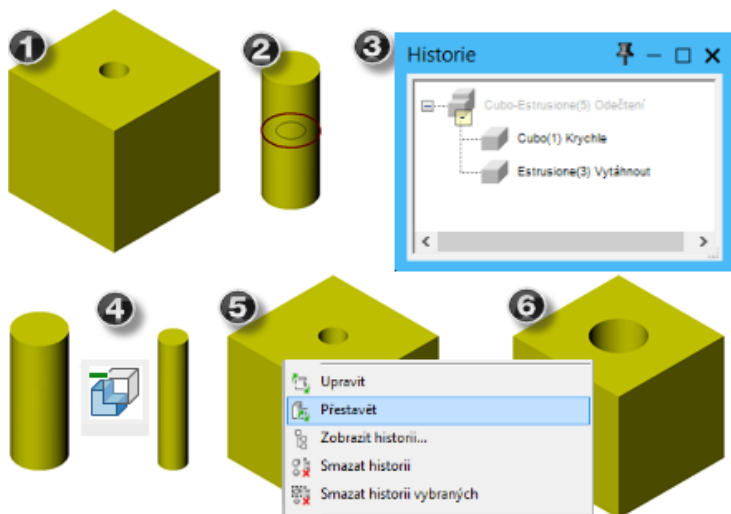 1
2
3
Historie
Cubo-Estrusione(5) Odečtení
Cubo(1) Krychle
Estrusione(3) Vytáhnout
4
5
6
Upravit
Přestavět
Zobrazit historii...
Smazat historii
Smazat historii vybraných